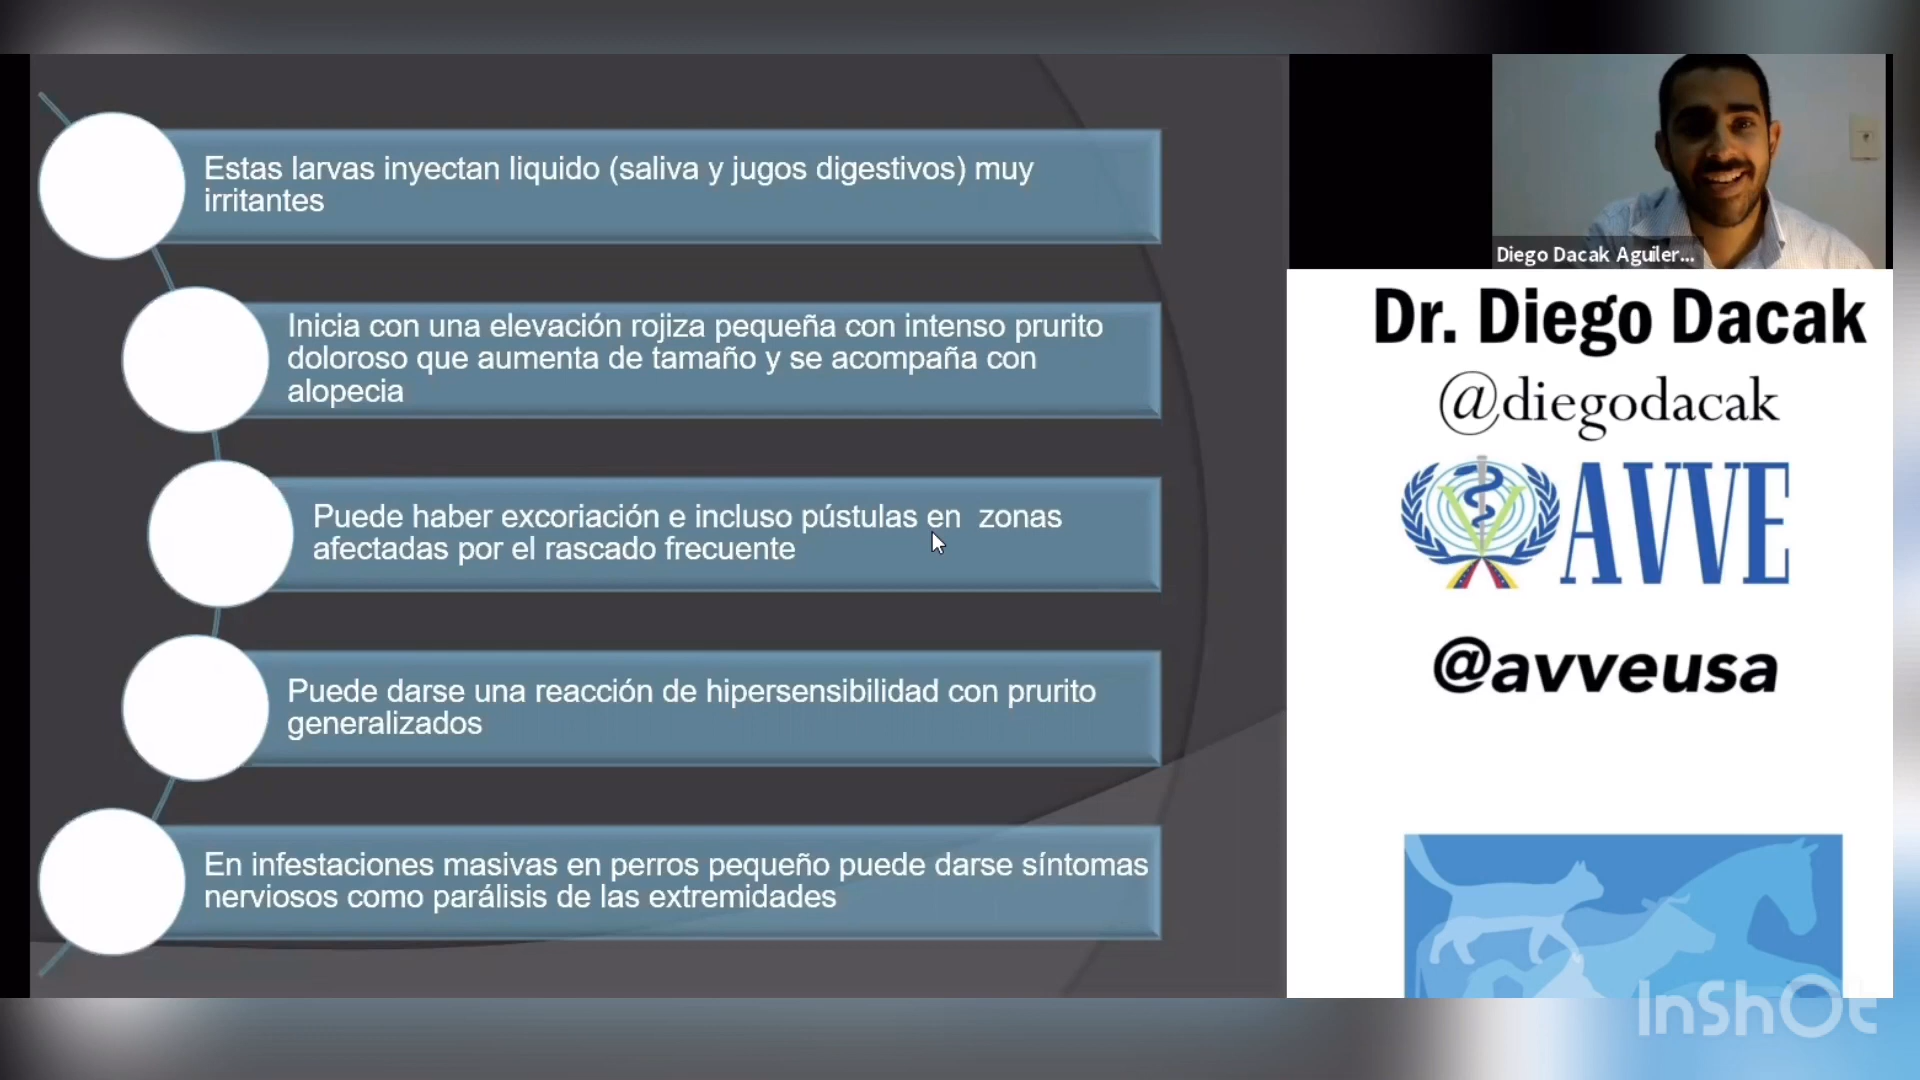 Estas larvas inyectan liquido (saliva y jugos digestivos) muy
irritantes
Inicia con una elevación rojiza pequeña con intenso prurito
doloroso que aumenta de tamaño y se acompaña con
alopecia
Puede haber excoriación e incluso pústulas en  zonas
afectadas por el rascado frecuente
Puede darse una reacción de hipersensibilidad con prurito
generalizados
En infestaciones masivas en perros pequeño puede darse síntomas
nerviosos como parálisis de las extremidades
Diego Dacak Aguiler...
Dr. Diego Dacak
@diegodacak
AVVE
@avveusa
InShOt